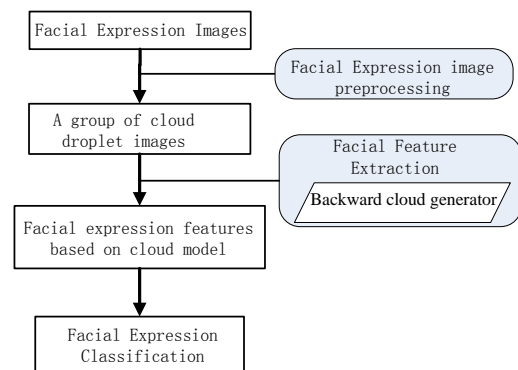 Facial Expression Images
Facial Expression image
preprocessing
A group of cloud
droplet images
Facial Feature
Extraction
Backward cloud generator
Facial expression features
based on cloud model
Facial Expression
Classification